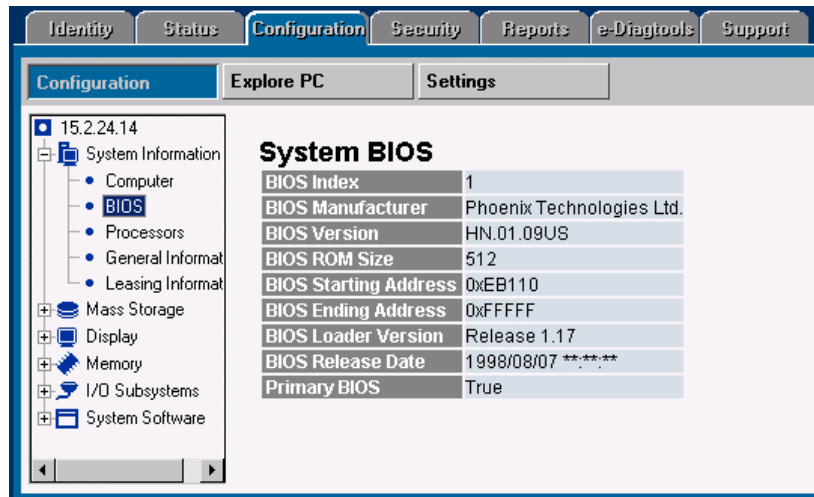 Identity Status Configuration Security Reports e-Diagtools Support
Configuration Explore PC Settings
15.2.24.14
System Information
Computer
BIOS
Processors
General Informat
Leasing Informat
Mass Storage
Display
Memory
I/O Subsystems
System Software
System BIOS
BIOS Index 1
BIOS Manufacturer Phoenix Technologies Ltd.
BIOS Version HN.01.09US
BIOS ROM Size 512
BIOS Starting Address 0xEB110
BIOS Ending Address 0xFFFFF
BIOS Loader Version Release 1.17
BIOS Release Date 1998/08/07 **:**:**
Primary BIOS True